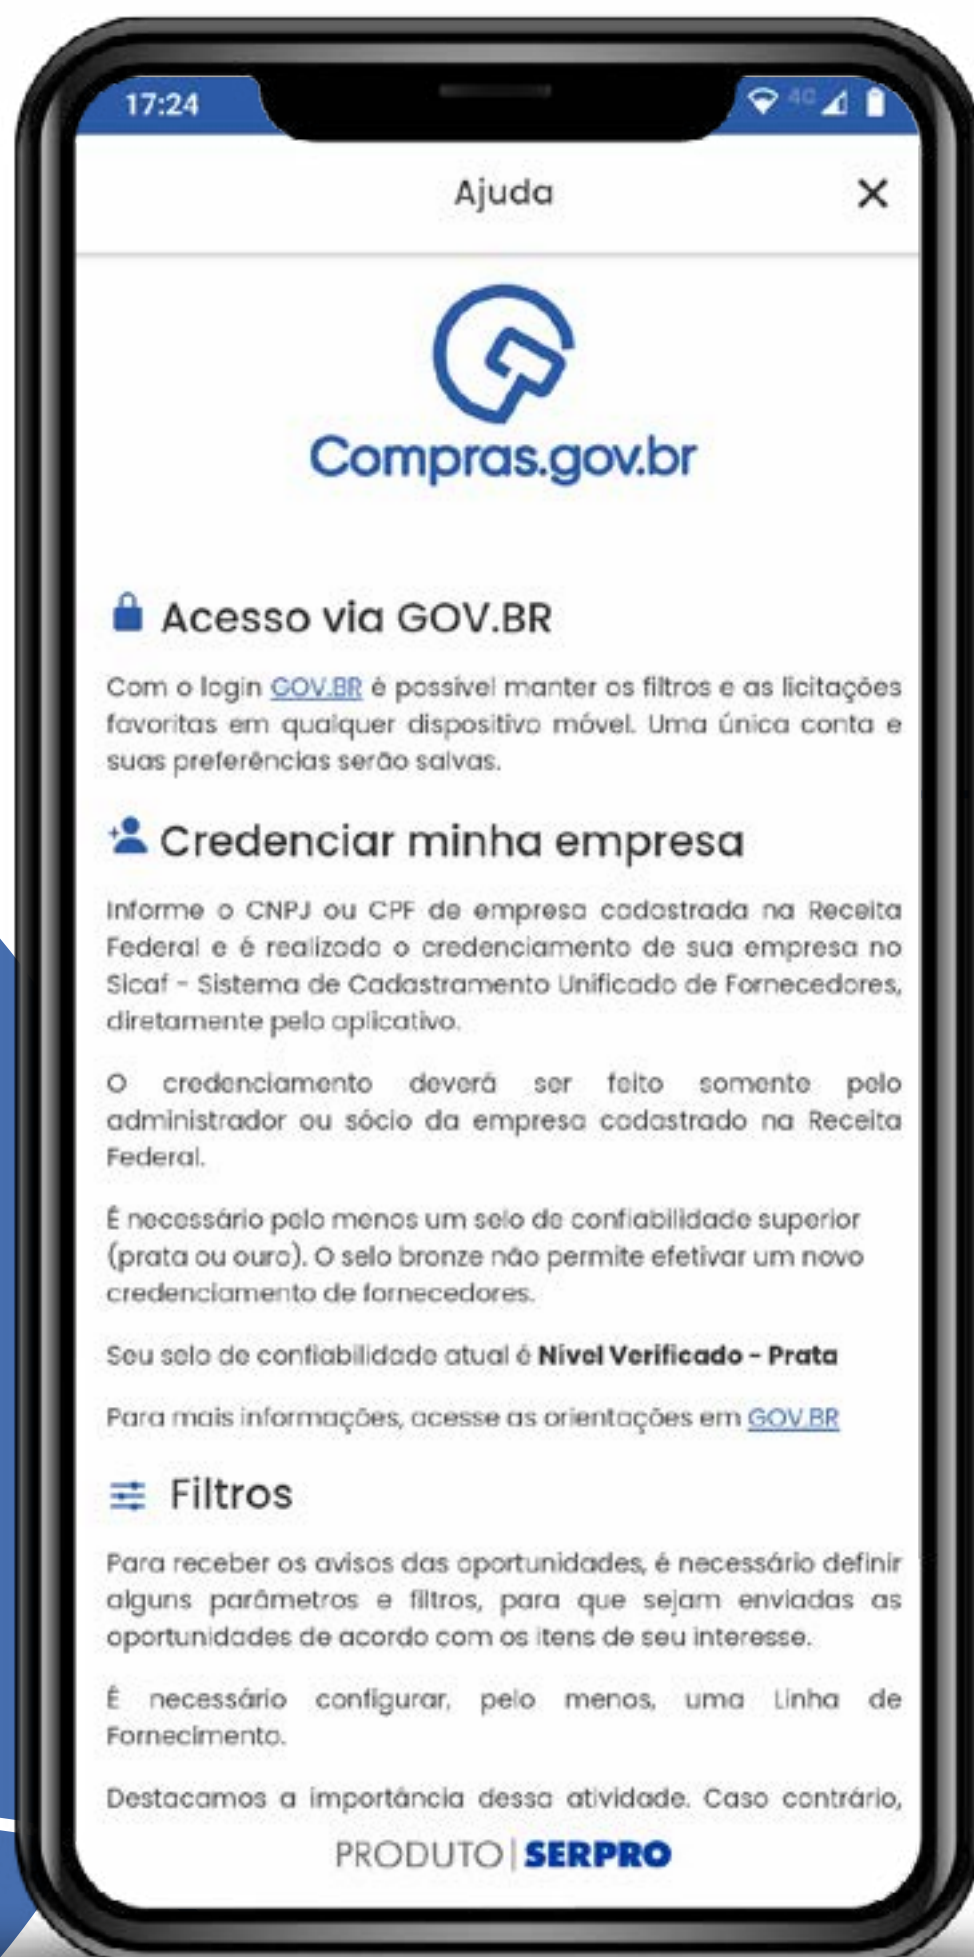 17:24
4G
Ajuda
Compras.gov.br
Acesso via GOV.BR
Com o login GOV.BR é possível manter os filtros e as licitações
favoritas em qualquer dispositivo móvel. Uma única conta e
suas preferências serão salvas.
Credenciar minha empresa
Informe o CNPJ ou CPF de empresa cadastrada na Receita
Federal e é realizado o credenciamento de sua empresa no
Sicaf - Sistema de Cadastramento Unificado de Fornecedores,
diretamente pelo aplicativo.
O credenciamento deverá ser feito somente pelo
administrador ou sócio da empresa cadastrado na Receita
Federal.
É necessário pelo menos um selo de confiabilidade superior
(prata ou ouro). O selo bronze não permite efetivar um novo
credenciamento de fornecedores.
Seu selo de confiabilidade atual é Nível Verificado - Prata
Para mais informações, acesse as orientações em GOV.BR
Filtros
Para receber os avisos das oportunidades, é necessário definir
alguns parâmetros e filtros, para que sejam enviadas as
oportunidades de acordo com os itens de seu interesse.
É necessário configurar, pelo menos, uma Linha de
Fornecimento.
Destacamos a importância dessa atividade. Caso contrário,
PRODUTO | SERPRO